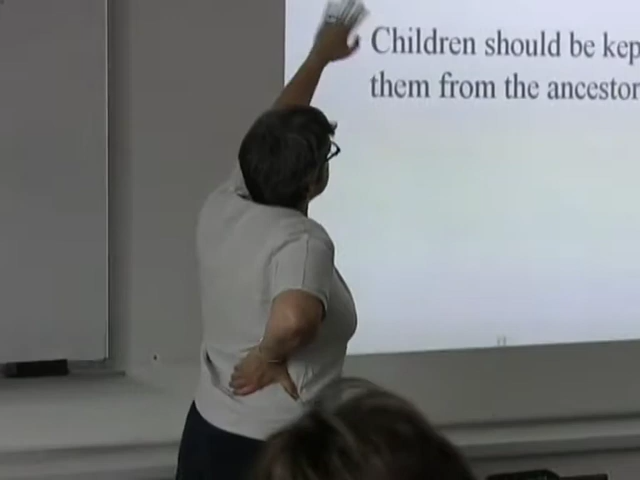 Children should be kep
them from the ancestor